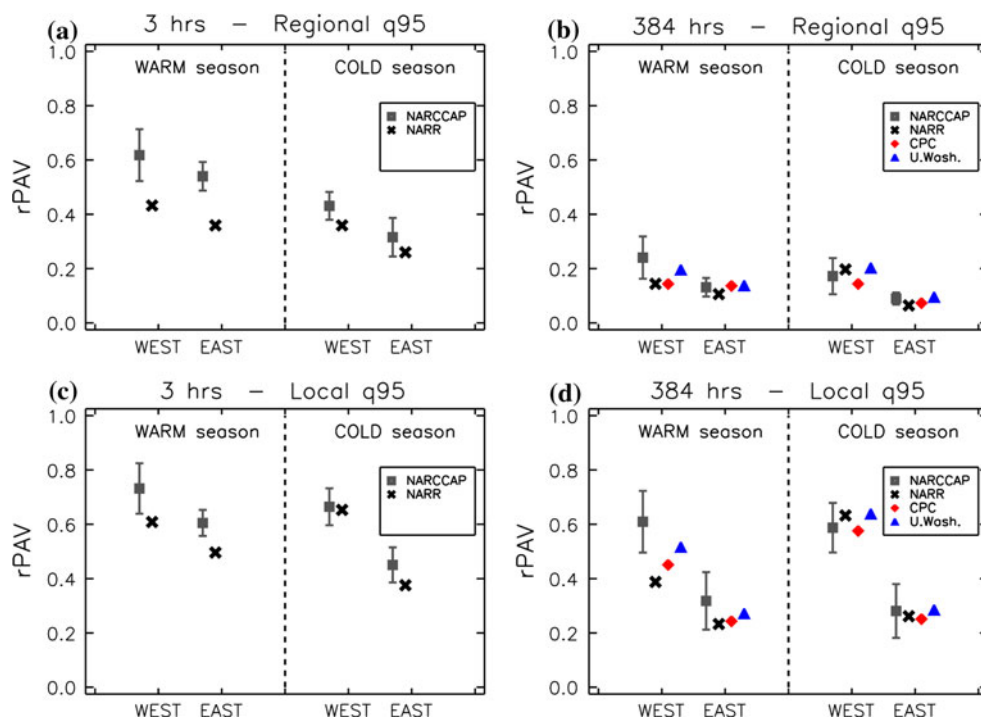 (a) 3 hrs – Regional q95
1.0
0.8
0.6
0.4
0.2
0.0
rPAV
WARM season
COLD season
NARCCAP
NARR
WEST EAST WEST EAST
(b) 384 hrs – Regional q95
1.0
0.8
0.6
0.4
0.2
0.0
rPAV
WARM season
COLD season
NARCCAP
NARR
CPC
U.Wash.
WEST EAST WEST EAST
(c) 3 hrs – Local q95
1.0
0.8
0.6
0.4
0.2
0.0
rPAV
WARM season
COLD season
NARCCAP
NARR
WEST EAST WEST EAST
(d) 384 hrs – Local q95
1.0
0.8
0.6
0.4
0.2
0.0
rPAV
WARM season
COLD season
NARCCAP
NARR
CPC
U.Wash.
WEST EAST WEST EAST